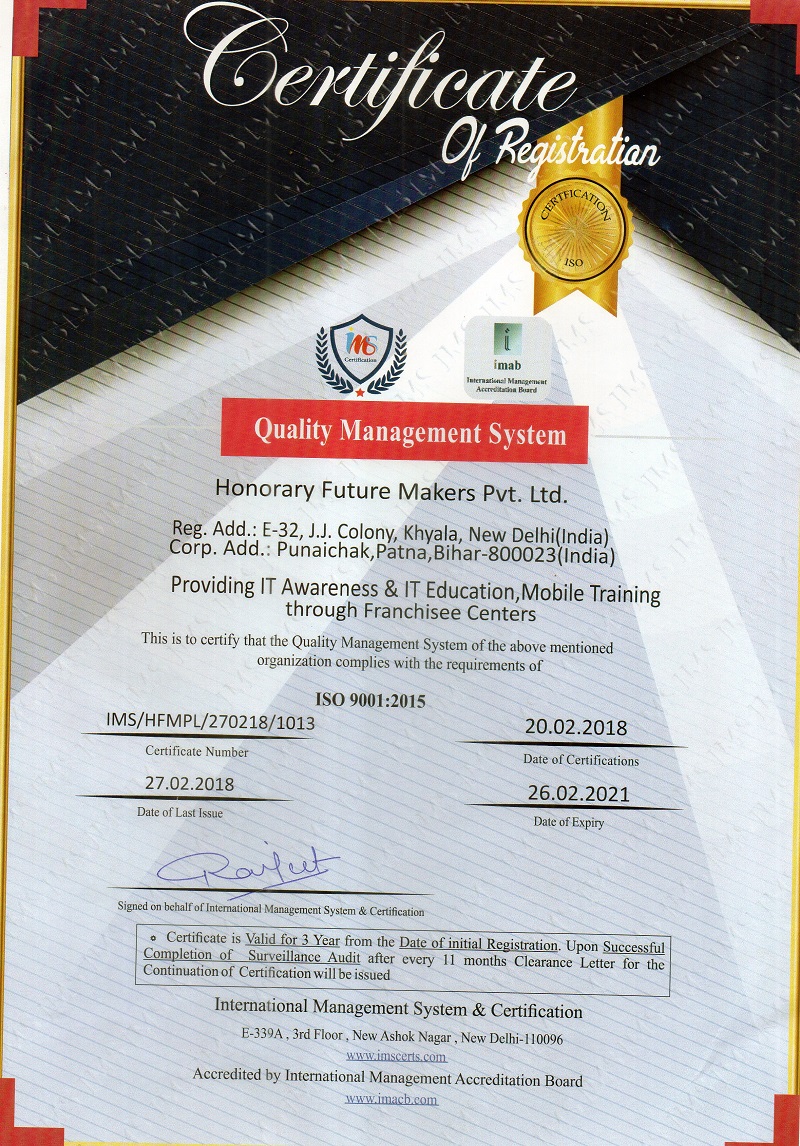 Certificate
Of Registration
CERTFICATION
ISO
ims
Certification
i
imab
International Management
Accreditation Board
Quality Management System
Honorary Future Makers Pvt. Ltd.
Reg. Add.: E-32, J.J. Colony, Khyala, New Delhi(India)
Corp. Add.: Punaichak,Patna,Bihar-800023(India)
Providing IT Awareness & IT Education,Mobile Training
through Franchisee Centers
This is to certify that the Quality Management System of the above mentioned
organization complies with the requirements of
ISO 9001:2015
IMS/HFMPL/270218/1013
Certificate Number
20.02.2018
Date of Certifications
27.02.2018
Date of Last Issue
26.02.2021
Date of Expiry
Signed on behalf of International Management System & Certification
Certificate is Valid for 3 Year from the Date of initial Registration. Upon Successful
Completion of Surveillance Audit after every 11 months Clearance Letter for the
Continuation of Certification will be issued
International Management System & Certification
E-339A , 3rd Floor , New Ashok Nagar , New Delhi-110096
www.imscerts.com
Accredited by International Management Accreditation Board
www.imacb.com